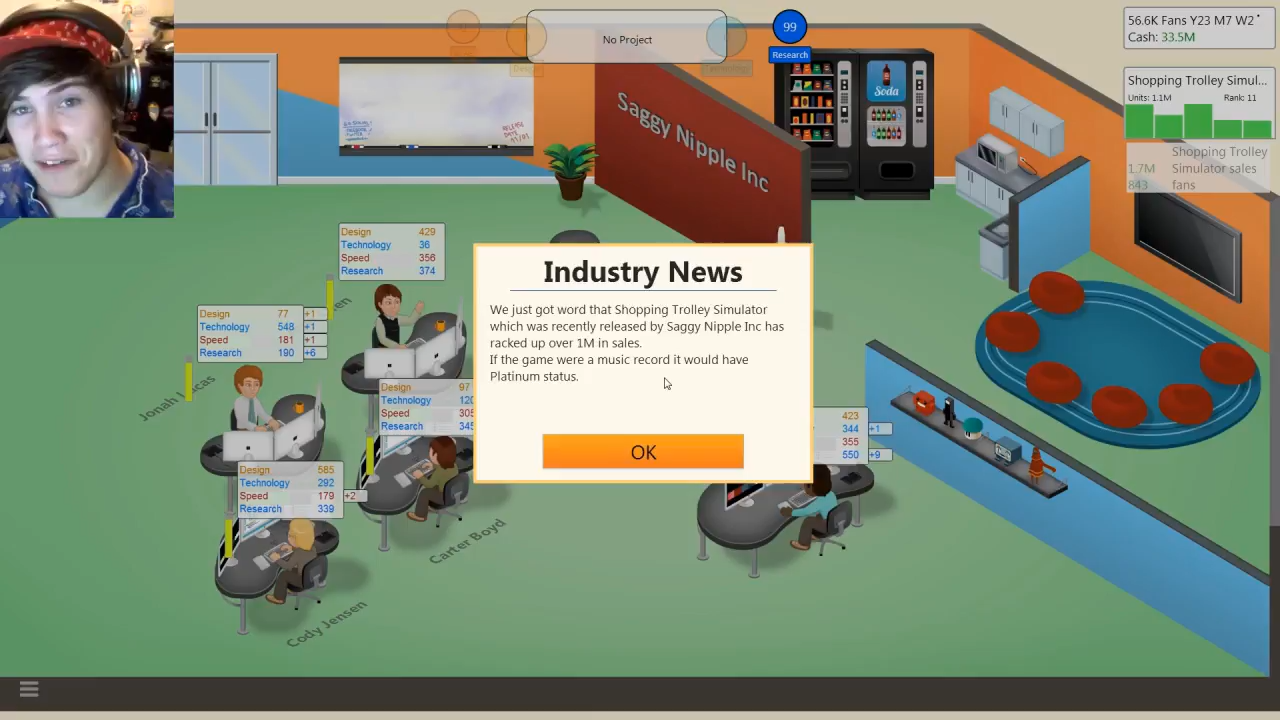 No Project
99
Research
56.6K Fans Y23 M7 W2
Cash: 33.5M
Shopping Trolley Simul...
Units: 1.1M
Rank: 11
1.7M
Shopping Trolley
Simulator sales
843
fans
Soda
Saggy Nipple Inc
RELEASE
Design 429
Technology 36
Speed 356
Research 374
Design 77 +1
Technology 548 +1
Speed 181 +1
Research 190 +6
Jonah Lucas
Design 97
Technology 120
Speed 305
Research 345
Design 585
Technology 292
Speed 179 +2
Research 339
Carter Boyd
Cody Jensen
423
344 +1
355
550 +9
Industry News
We just got word that Shopping Trolley Simulator
which was recently released by Saggy Nipple Inc has
racked up over 1M in sales.
If the game were a music record it would have
Platinum status.
OK